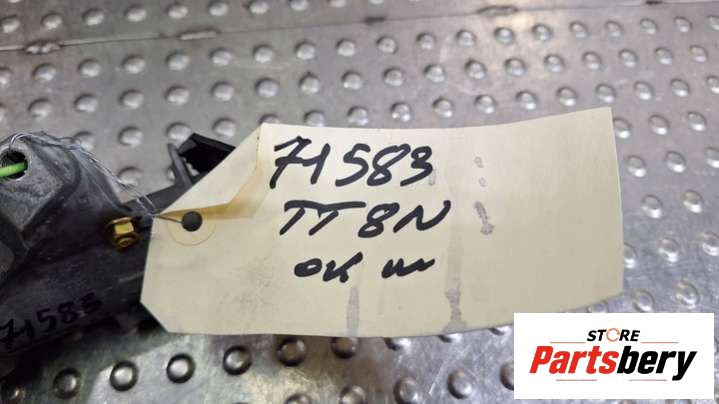 71583
TT 8N
OK
71583
STORE
Partsbery